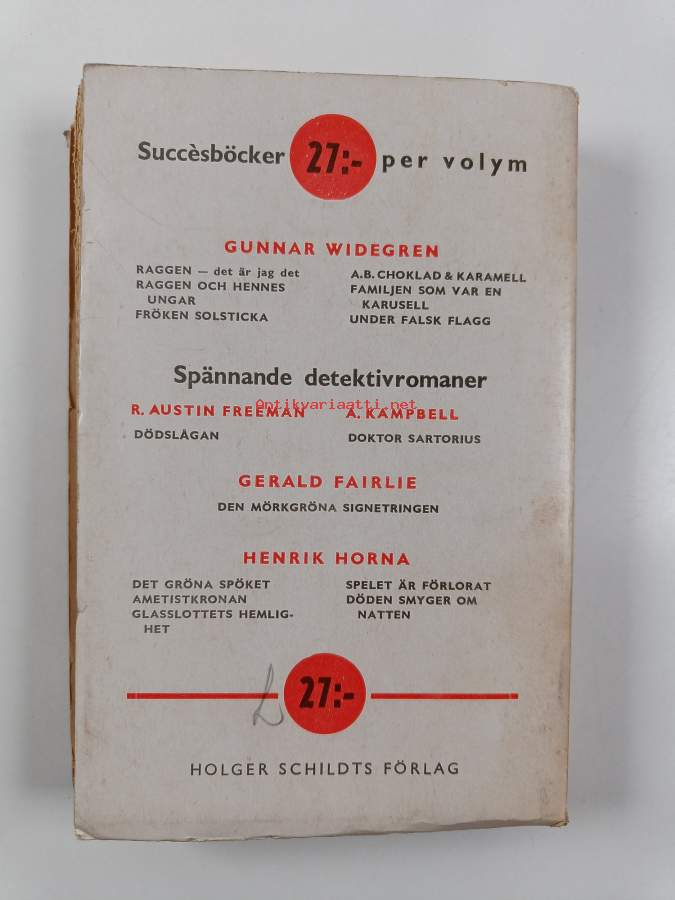 Succèsböcker 27:- per volym
GUNNAR WIDEGREN
RAGGEN — det är jag det
RAGGEN OCH HENNES
UNGAR
FRÖKEN SOLSTICKA
A.B. CHOKLAD & KARAMELL
FAMILJEN SOM VAR EN
KARUSELL
UNDER FALSK FLAGG
Spännande detektivromaner
Antikvariaatti.net
R. AUSTIN FREEMAN
DÖDSLÅGAN
A. KAMPBELL
DOKTOR SARTORIUS
GERALD FAIRLIE
DEN MÖRKGRÖNA SIGNETRINGEN
HENRIK HORNA
DET GRÖNA SPÖKET
AMETISTKRONAN
GLASSLOTTETS HEMLIG-
HET
SPELET ÄR FÖRLORAT
DÖDEN SMYGER OM
NATTEN
27:-
HOLGER SCHILDTS FÖRLAG